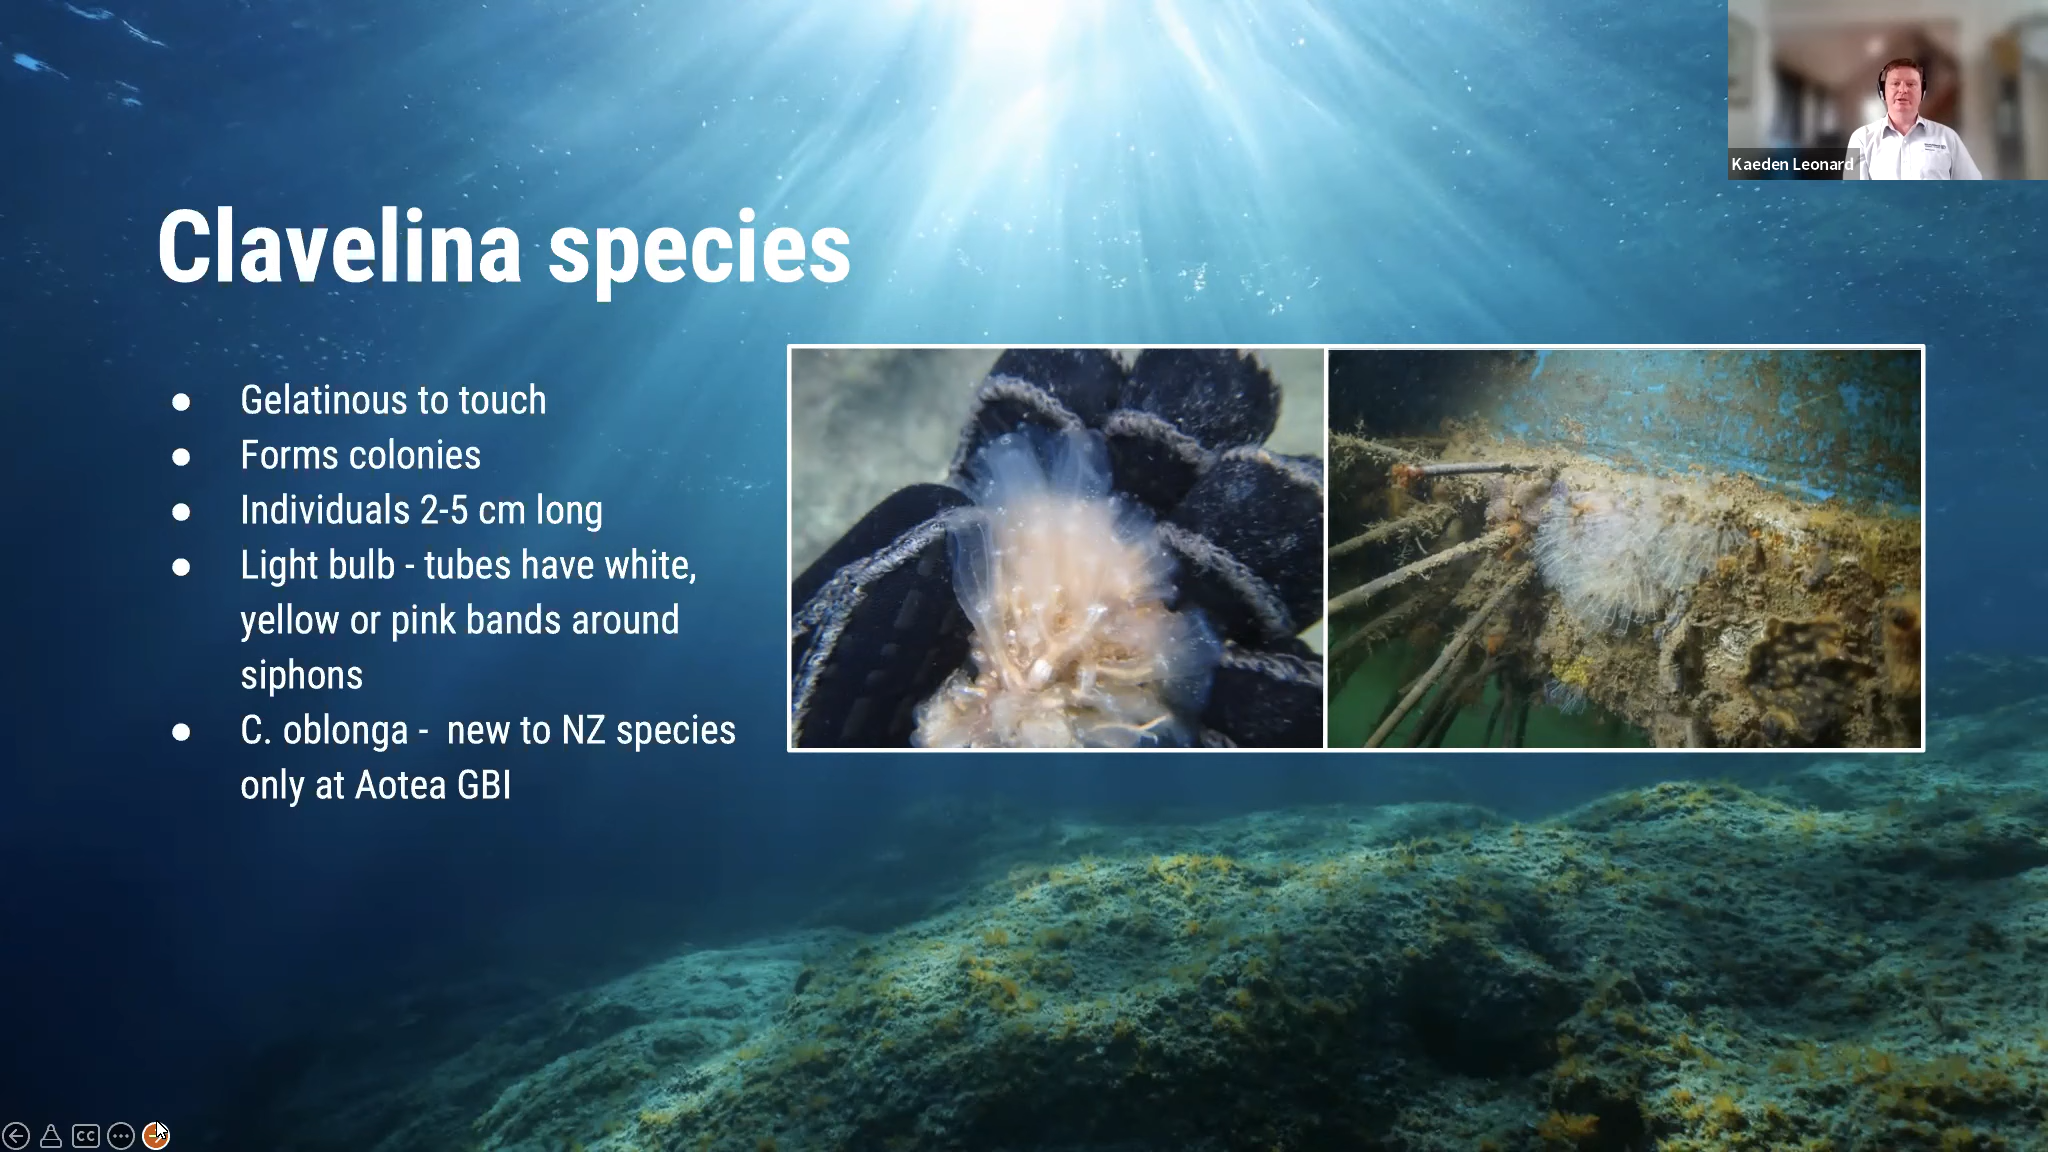 Kaeden Leonard
Clavelina species
● Gelatinous to touch
● Forms colonies
● Individuals 2-5 cm long
● Light bulb - tubes have white,
yellow or pink bands around
siphons
● C. oblonga - new to NZ species
only at Aotea GBI
CC